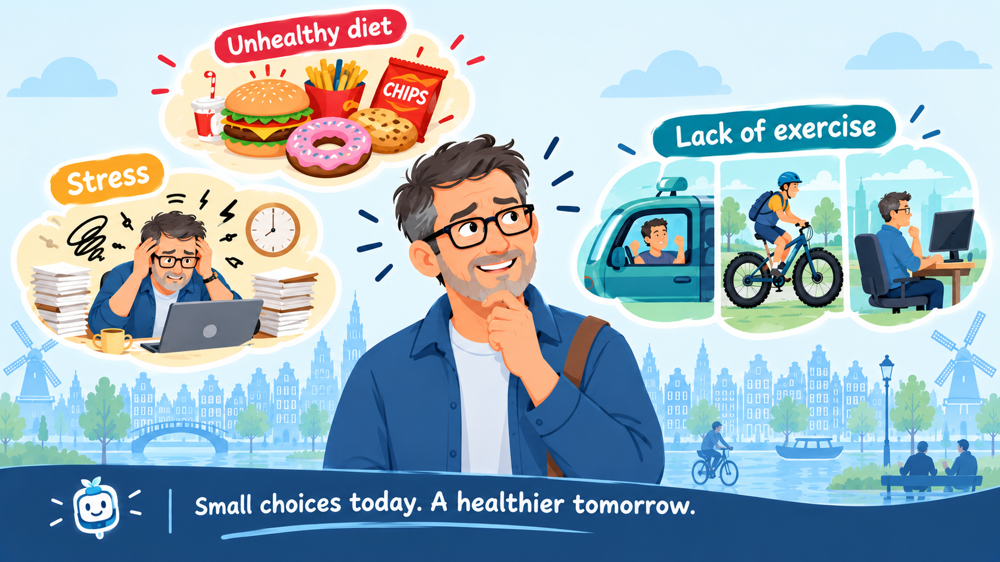 Unhealthy diet
CHIPS
Stress
Lack of exercise
Small choices today. A healthier tomorrow.